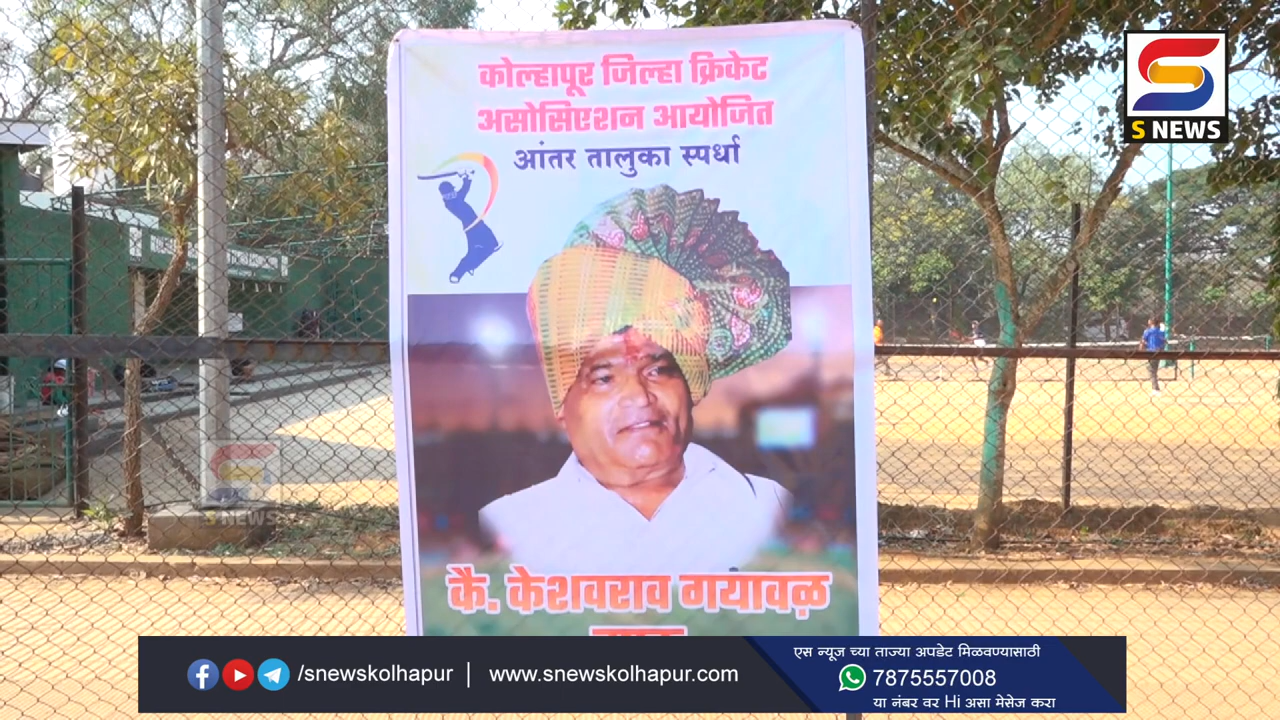 कोल्हापूर जिल्हा क्रिकेट
असोसिएशन आयोजित
आंतर तालुका स्पर्धा
कै. केशवराव गयावळ
S NEWS
S NEWS
/snewskolhapur | www.snewskolhapur.com
एस न्यूज च्या ताज्या अपडेट मिळवण्यासाठी
7875557008
या नंबर वर Hi असा मेसेज करा